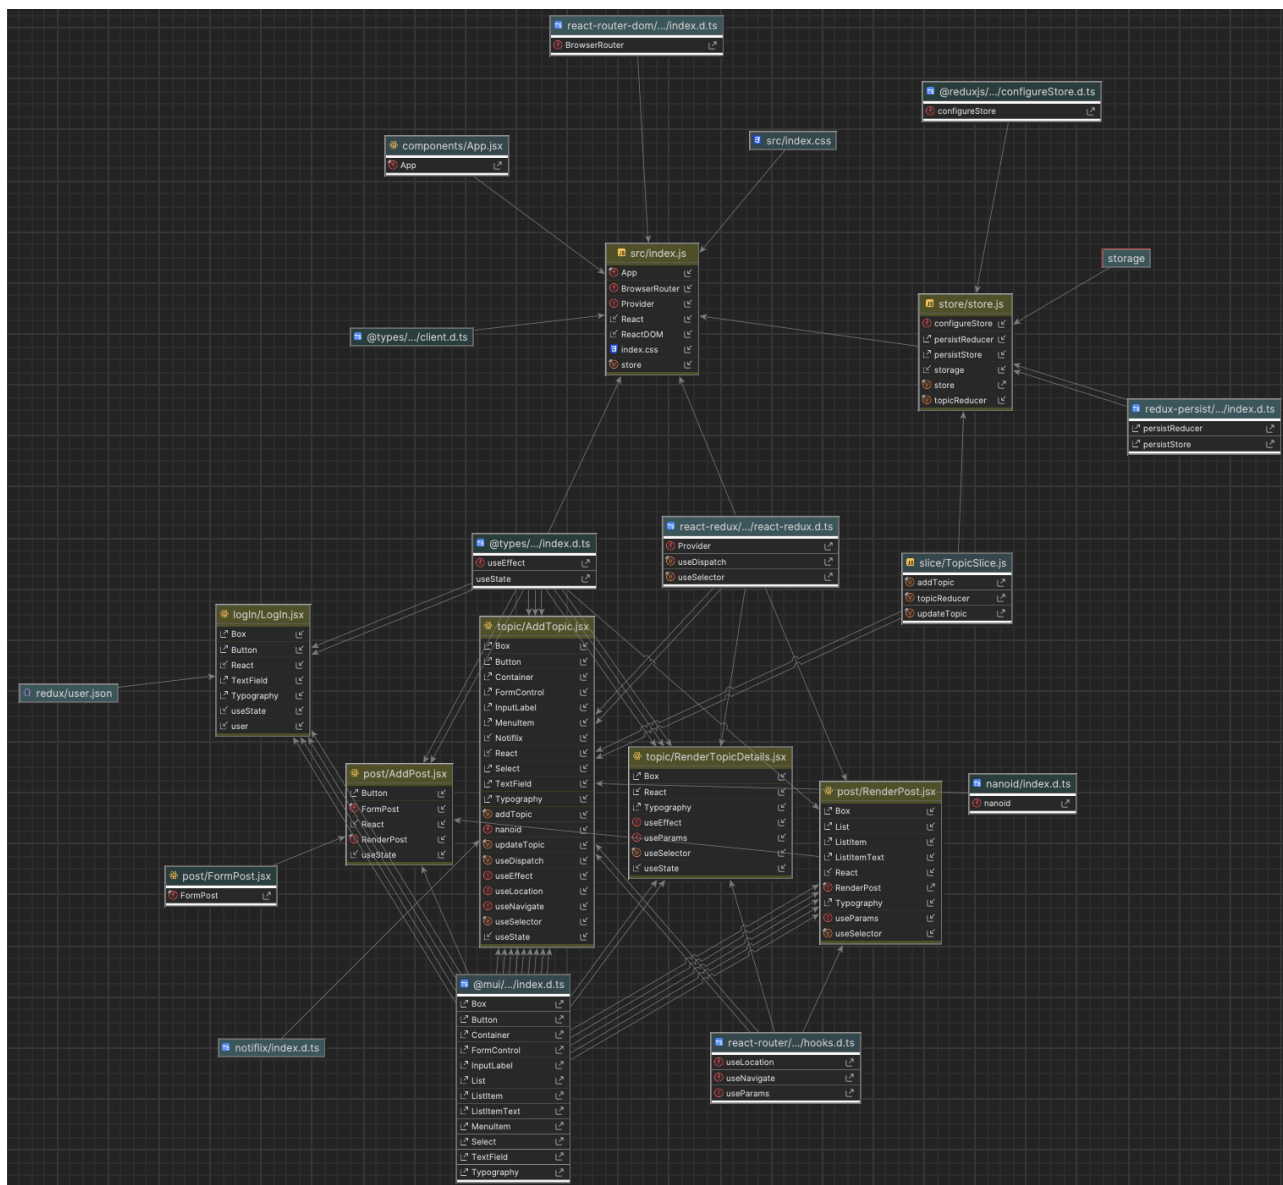 react-router-dom/.../index.d.ts
BrowserRouter
@reduxjs/.../configureStore.d.ts
configureStore
components/App.jsx
App
src/index.css
src/index.js
App
BrowserRouter
Provider
React
ReactDOM
index.css
store
storage
@types/.../client.d.ts
store/store.js
configureStore
persistReducer
persistStore
storage
store
topicReducer
redux-persist/.../index.d.ts
persistReducer
persistStore
@types/.../index.d.ts
useEffect
useState
react-redux/.../react-redux.d.ts
Provider
useDispatch
useSelector
slice/TopicSlice.js
addTopic
topicReducer
updateTopic
logIn/LogIn.jsx
Box
Button
React
TextField
Typography
useState
user
redux/user.json
topic/AddTopic.jsx
Box
Button
Container
FormControl
InputLabel
MenuItem
Notiflix
React
Select
TextField
Typography
addTopic
nanoid
updateTopic
useDispatch
useEffect
useLocation
useNavigate
useSelector
useState
topic/RenderTopicDetails.jsx
Box
React
Typography
useEffect
useParams
useSelector
useState
post/AddPost.jsx
Button
FormPost
React
RenderPost
useState
post/RenderPost.jsx
Box
List
ListItem
ListItemText
React
RenderPost
Typography
useParams
useSelector
nanoid/index.d.ts
nanoid
post/FormPost.jsx
FormPost
@mui/.../index.d.ts
Box
Button
Container
FormControl
InputLabel
List
ListItem
ListItemText
MenuItem
Select
TextField
Typography
notiflix/index.d.ts
react-router/.../hooks.d.ts
useLocation
useNavigate
useParams